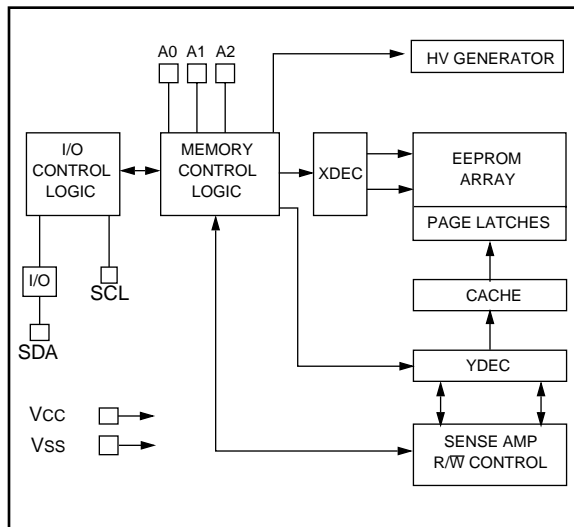 A0 A1 A2
HV GENERATOR
I/O
CONTROL
LOGIC
MEMORY
CONTROL
LOGIC
XDEC
EEPROM
ARRAY
PAGE LATCHES
I/O
SCL
SDA
CACHE
YDEC
VCC
VSS
SENSE AMP
R/W̅ CONTROL